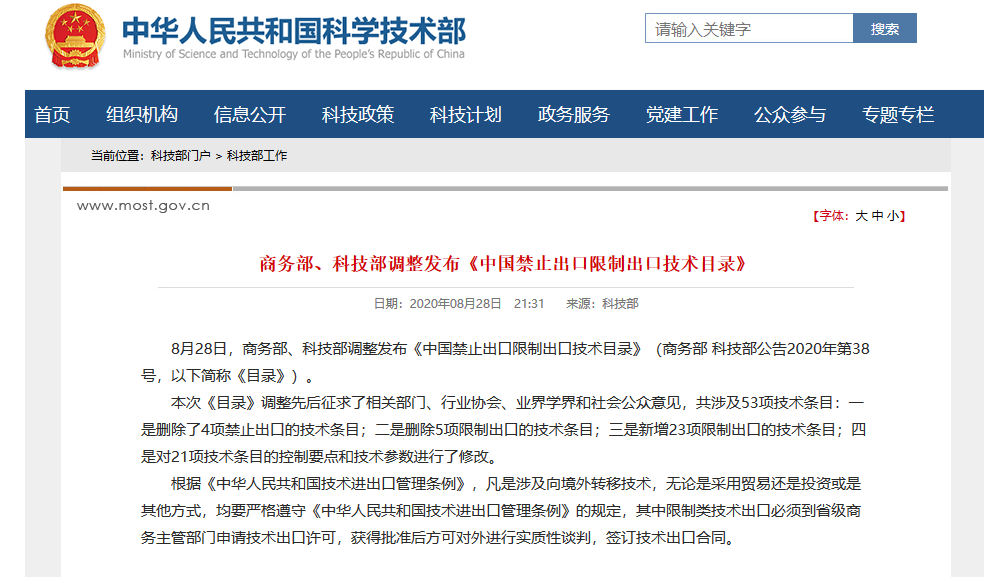 中华人民共和国科学技术部
Ministry of Science and Technology of the People's Republic of China
请输入关键字
搜索
首页 组织机构 信息公开 科技政策 科技计划 政务服务 党建工作 公众参与 专题专栏
当前位置：科技部门户 > 科技部工作
www.most.gov.cn
【字体：大 中 小】
商务部、科技部调整发布《中国禁止出口限制出口技术目录》
日期：2020年08月28日 21:31 来源：科技部
8月28日，商务部、科技部调整发布《中国禁止出口限制出口技术目录》（商务部 科技部公告2020年第38
号，以下简称《目录》）。
本次《目录》调整先后征求了相关部门、行业协会、业界学界和社会公众意见，共涉及53项技术条目：一
是删除了4项禁止出口的技术条目；二是删除5项限制出口的技术条目；三是新增23项限制出口的技术条目；四
是对21项技术条目的控制要点和技术参数进行了修改。
根据《中华人民共和国技术进出口管理条例》，凡是涉及向境外转移技术，无论是采用贸易还是投资或是
其他方式，均要严格遵守《中华人民共和国技术进出口管理条例》的规定，其中限制类技术出口必须到省级商
务主管部门申请技术出口许可，获得批准后方可对外进行实质性谈判，签订技术出口合同。